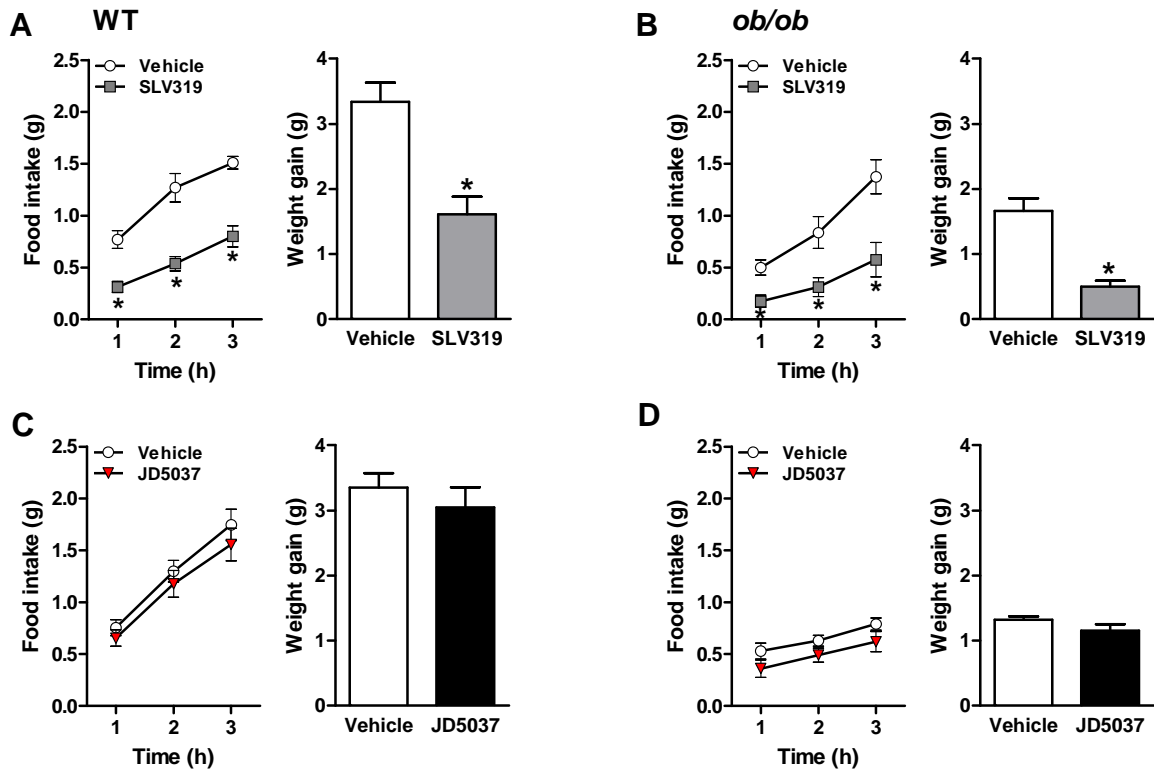 A WT
Vehicle
SLV319
Food intake (g)
2.5
2.0
1.5
1.0
0.5
0.0
1 2 3
Time (h)
* * *
Weight gain (g)
4
3
2
1
0
*
Vehicle SLV319
B ob/ob
Vehicle
SLV319
Food intake (g)
2.5
2.0
1.5
1.0
0.5
0.0
1 2 3
Time (h)
* * *
Weight gain (g)
4
3
2
1
0
*
Vehicle SLV319
C
Vehicle
JD5037
Food intake (g)
2.5
2.0
1.5
1.0
0.5
0.0
1 2 3
Time (h)
Weight gain (g)
4
3
2
1
0
Vehicle JD5037
D
Vehicle
JD5037
Food intake (g)
2.5
2.0
1.5
1.0
0.5
0.0
1 2 3
Time (h)
Weight gain (g)
4
3
2
1
0
Vehicle JD5037